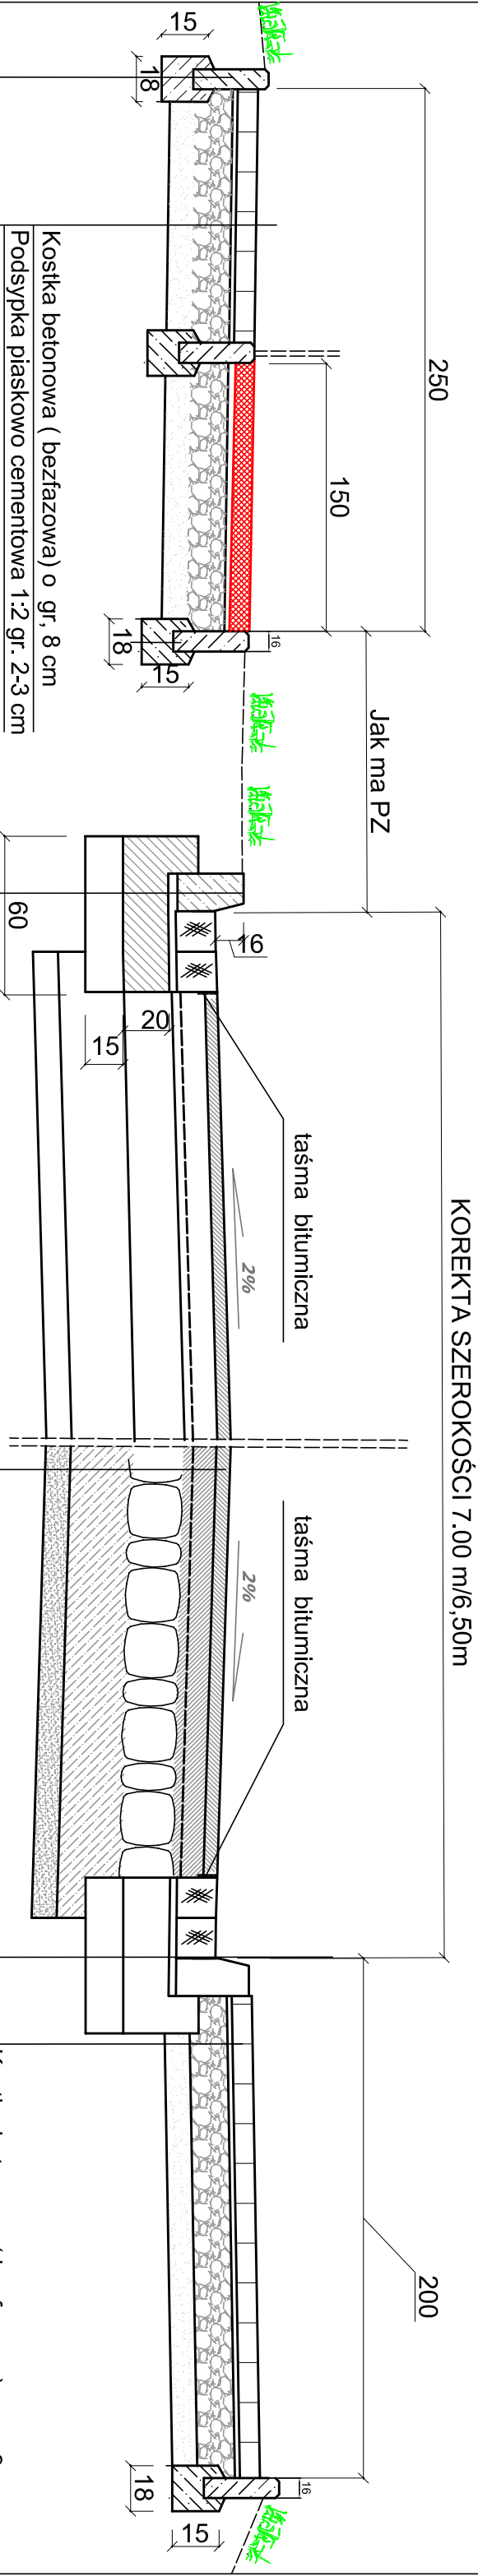 KOREKTA SZEROKOŚCI 7.00 m/6,50m
250
150
Jak ma PZ
200
15
18
18
15
16
16
60
20
15
taśma bitumiczna
taśma bitumiczna
2%
2%
16
18
15
Kostka betonowa ( bezfazowa) o gr, 8 cm
Podsypka piaskowo cementowa 1:2 gr. 2-3 cm